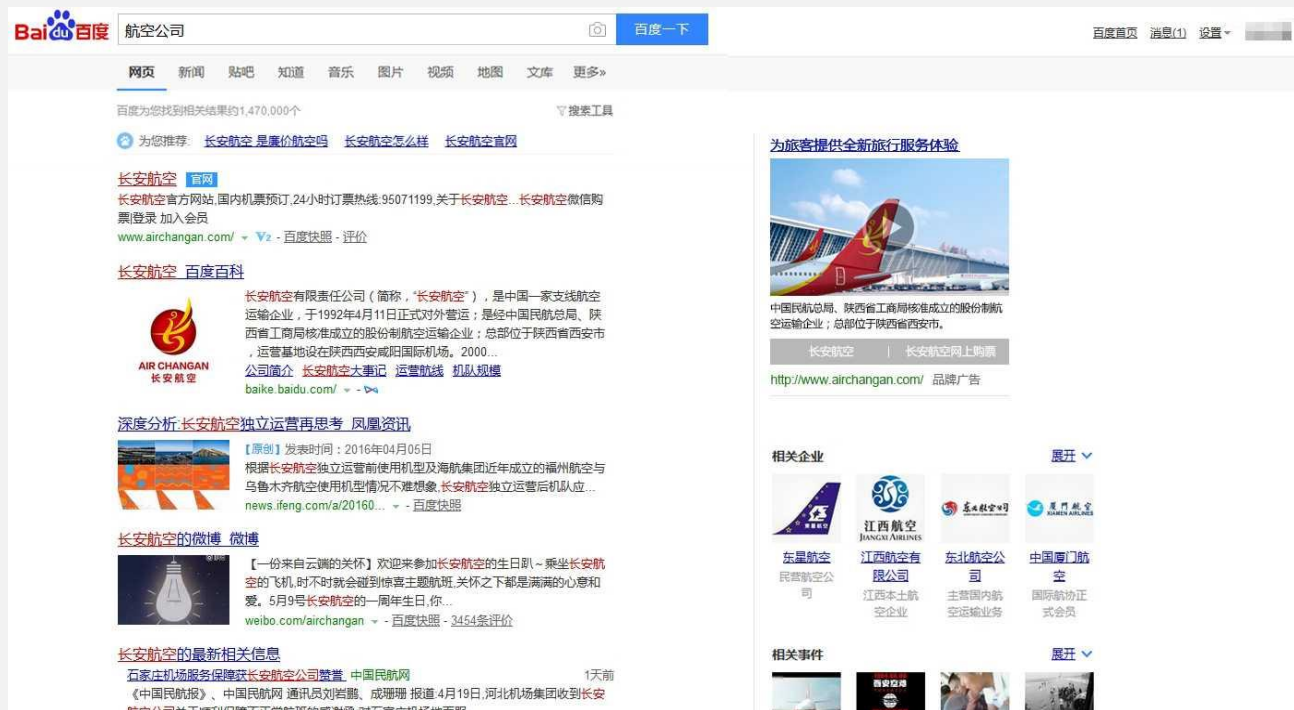 Bai du 百度
航空公司
百度一下
百度首页 消息(1) 设置
网页 新闻 贴吧 知道 音乐 图片 视频 地图 文库 更多»
百度为您找到相关结果约1,470,000个
搜索工具
为您推荐: 长安航空 是廉价航空吗 长安航空怎么样 长安航空官网
长安航空 官网
长安航空官方网站,国内机票预订,24小时订票热线:95071199,关于长安航空...长安航空微信购
票|登录 加入会员
www.airchangan.com/ V2 - 百度快照 - 评价
长安航空_百度百科
AIR CHANGAN
长安航空
长安航空有限责任公司(简称,“长安航空”),是中国一家支线航空
运输企业,于1992年4月11日正式对外营运;是经中国民航总局、陕
西省工商局核准成立的股份制航空运输企业;总部位于陕西省西安市
,运营基地设在陕西西安咸阳国际机场。2000...
公司简介 长安航空大事记 运营航线 机队规模
baike.baidu.com/ -
深度分析:长安航空独立运营再思考_凤凰资讯
【原创】发表时间:2016年04月05日
根据长安航空独立运营前使用机型及海航集团近年成立的福州航空与
乌鲁木齐航空使用机型情况不难想象,长安航空独立运营后机队应...
news.ifeng.com/a/20160... - 百度快照
长安航空的微博_微博
【一份来自云端的关怀】欢迎来参加长安航空的生日趴~乘坐长安航
空的飞机,时不时就会碰到惊喜主题航班,关怀之下都是满满的心意和
爱。5月9号长安航空的一周年生日,你...
weibo.com/airchangan - 百度快照 - 3454条评价
长安航空的最新相关信息
石家庄机场服务保障获长安航空公司赞誉 中国民航网 1天前
《中国民航报》、中国民航网 通讯员刘岩鹏、成珊珊 报道:4月19日,河北机场集团收到长安
为旅客提供全新旅行服务体验
中国民航总局、陕西省工商局核准成立的股份制航
空运输企业;总部位于陕西省西安市。
长安航空 | 长安航空网上购票
http://www.airchangan.com/ 品牌广告
相关企业 展开
江西航空
JIANGXI AIRLINES
东北航空公司
厦门航空
XIAMEN AIRLINES
东星航空 江西航空有 东北航空公 中国厦门航
限公司 司 空
民营航空公 江西本土航 主营国内航 国际航协正
司 空企业 空运输业务 式会员
相关事件 展开
西安空难